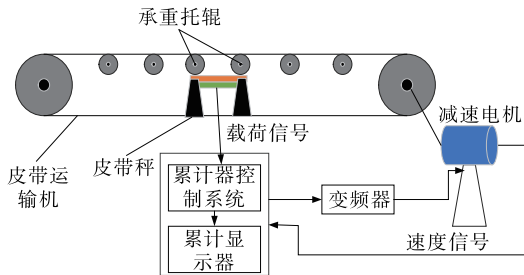 承重托辊
减速电机
载荷信号
皮带秤
皮带运
输机
累计器控
制系统
变频器
累计显
示器
速度信号